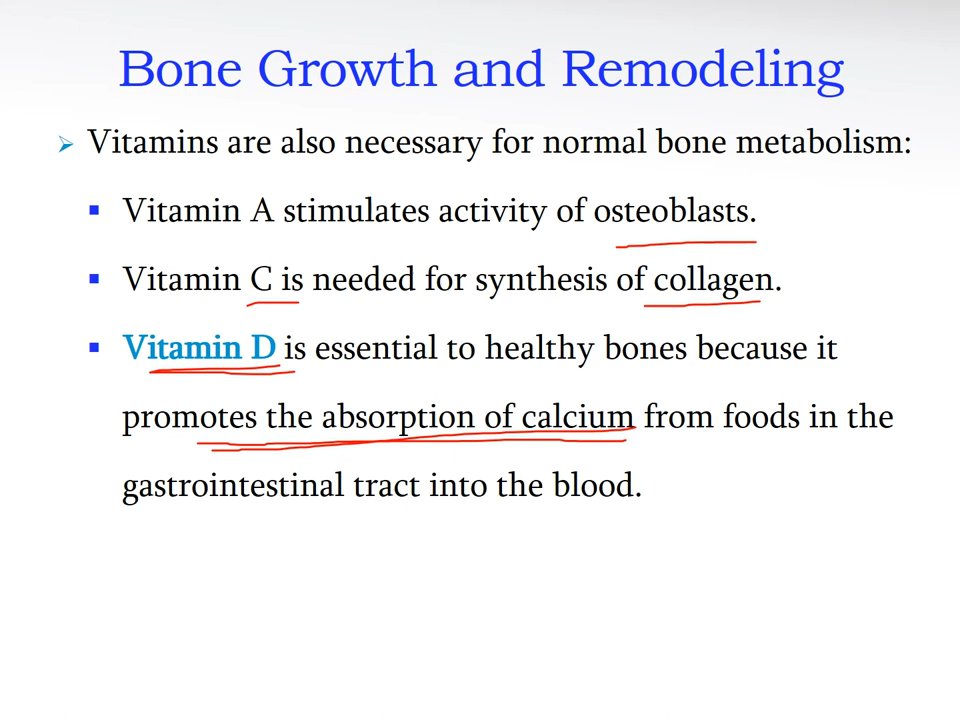 Bone Growth and Remodeling
Vitamins are also necessary for normal bone metabolism:
Vitamin A stimulates activity of osteoblasts.
Vitamin C is needed for synthesis of collagen.
Vitamin D is essential to healthy bones because it
promotes the absorption of calcium from foods in the
gastrointestinal tract into the blood.